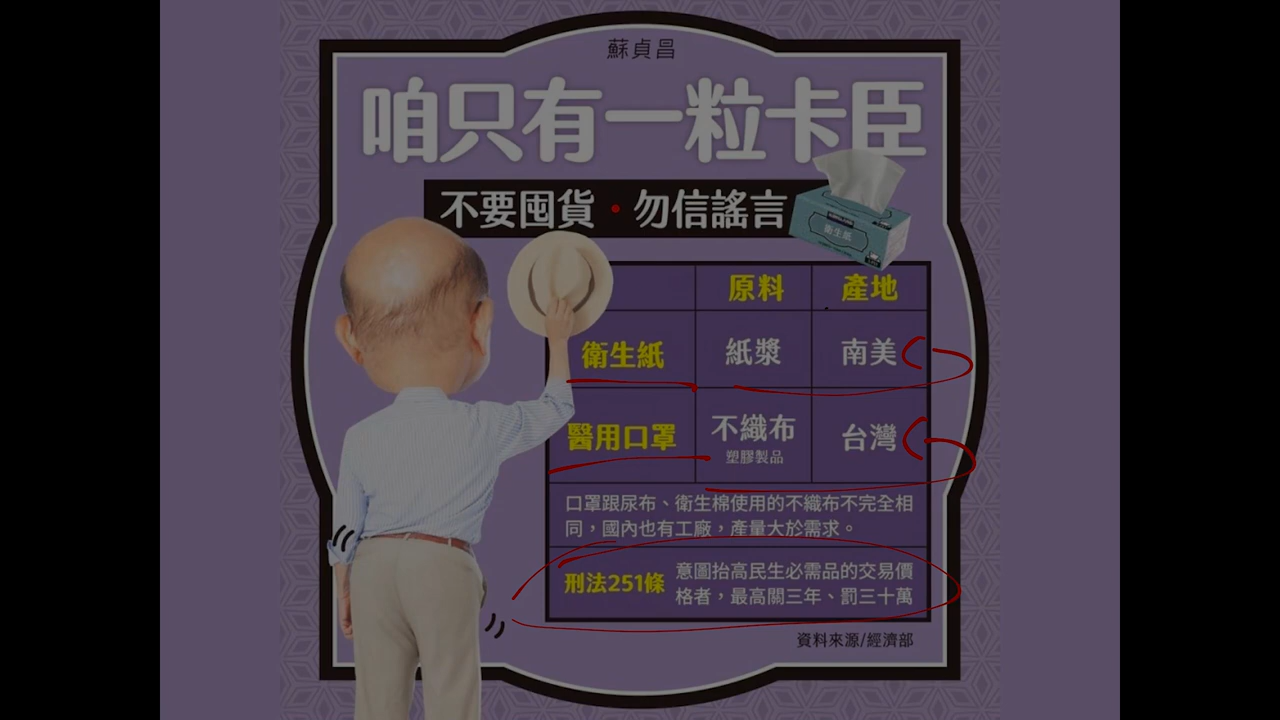 蘇貞昌
咱只有一粒卡臣
不要囤貨・勿信謠言
衛生紙
原料 產地
衛生紙 紙漿 南美
醫用口罩 不織布 台灣
塑膠製品
口罩跟尿布、衛生棉使用的不織布不完全相
同，國內也有工廠，產量大於需求。
刑法251條 意圖抬高民生必需品的交易價
格者，最高關三年、罰三十萬
資料來源/經濟部